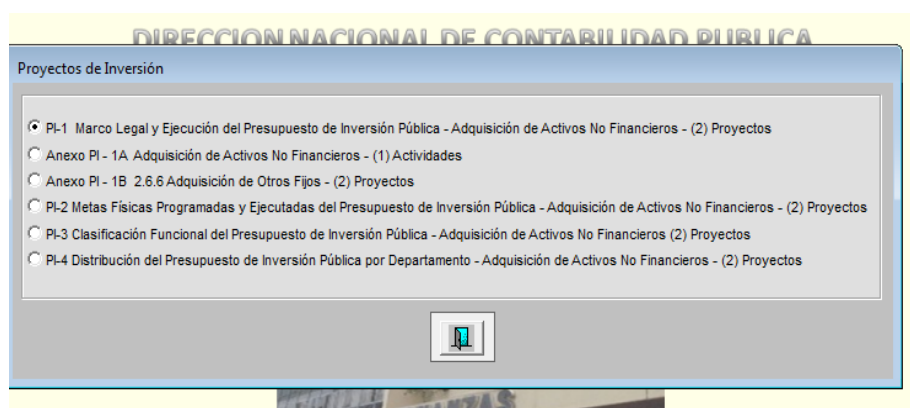 DIRECCION NACIONAL DE CONTABILIDAD PUBLICA
Proyectos de Inversión
PI-1 Marco Legal y Ejecución del Presupuesto de Inversión Pública - Adquisición de Activos No Financieros - (2) Proyectos
Anexo PI - 1A Adquisición de Activos No Financieros - (1) Actividades
Anexo PI - 1B 2.6.6 Adquisición de Otros Fijos - (2) Proyectos
PI-2 Metas Físicas Programadas y Ejecutadas del Presupuesto de Inversión Pública - Adquisición de Activos No Financieros - (2) Proyectos
PI-3 Clasificación Funcional del Presupuesto de Inversión Pública - Adquisición de Activos No Financieros (2) Proyectos
PI-4 Distribución del Presupuesto de Inversión Pública por Departamento - Adquisición de Activos No Financieros - (2) Proyectos